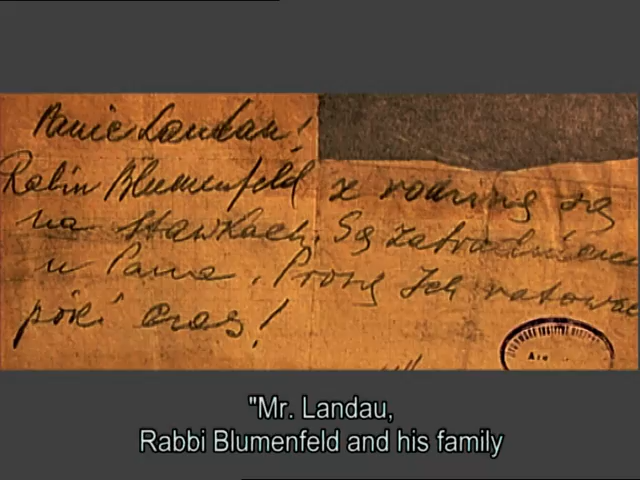 Panie Landau!
Rabin Blumenfeld z rodziną są
na Stawkach. Są zatrudnieni
u Pana. Proszę Ich ratować
póki czas!
"Mr. Landau,
Rabbi Blumenfeld and his family